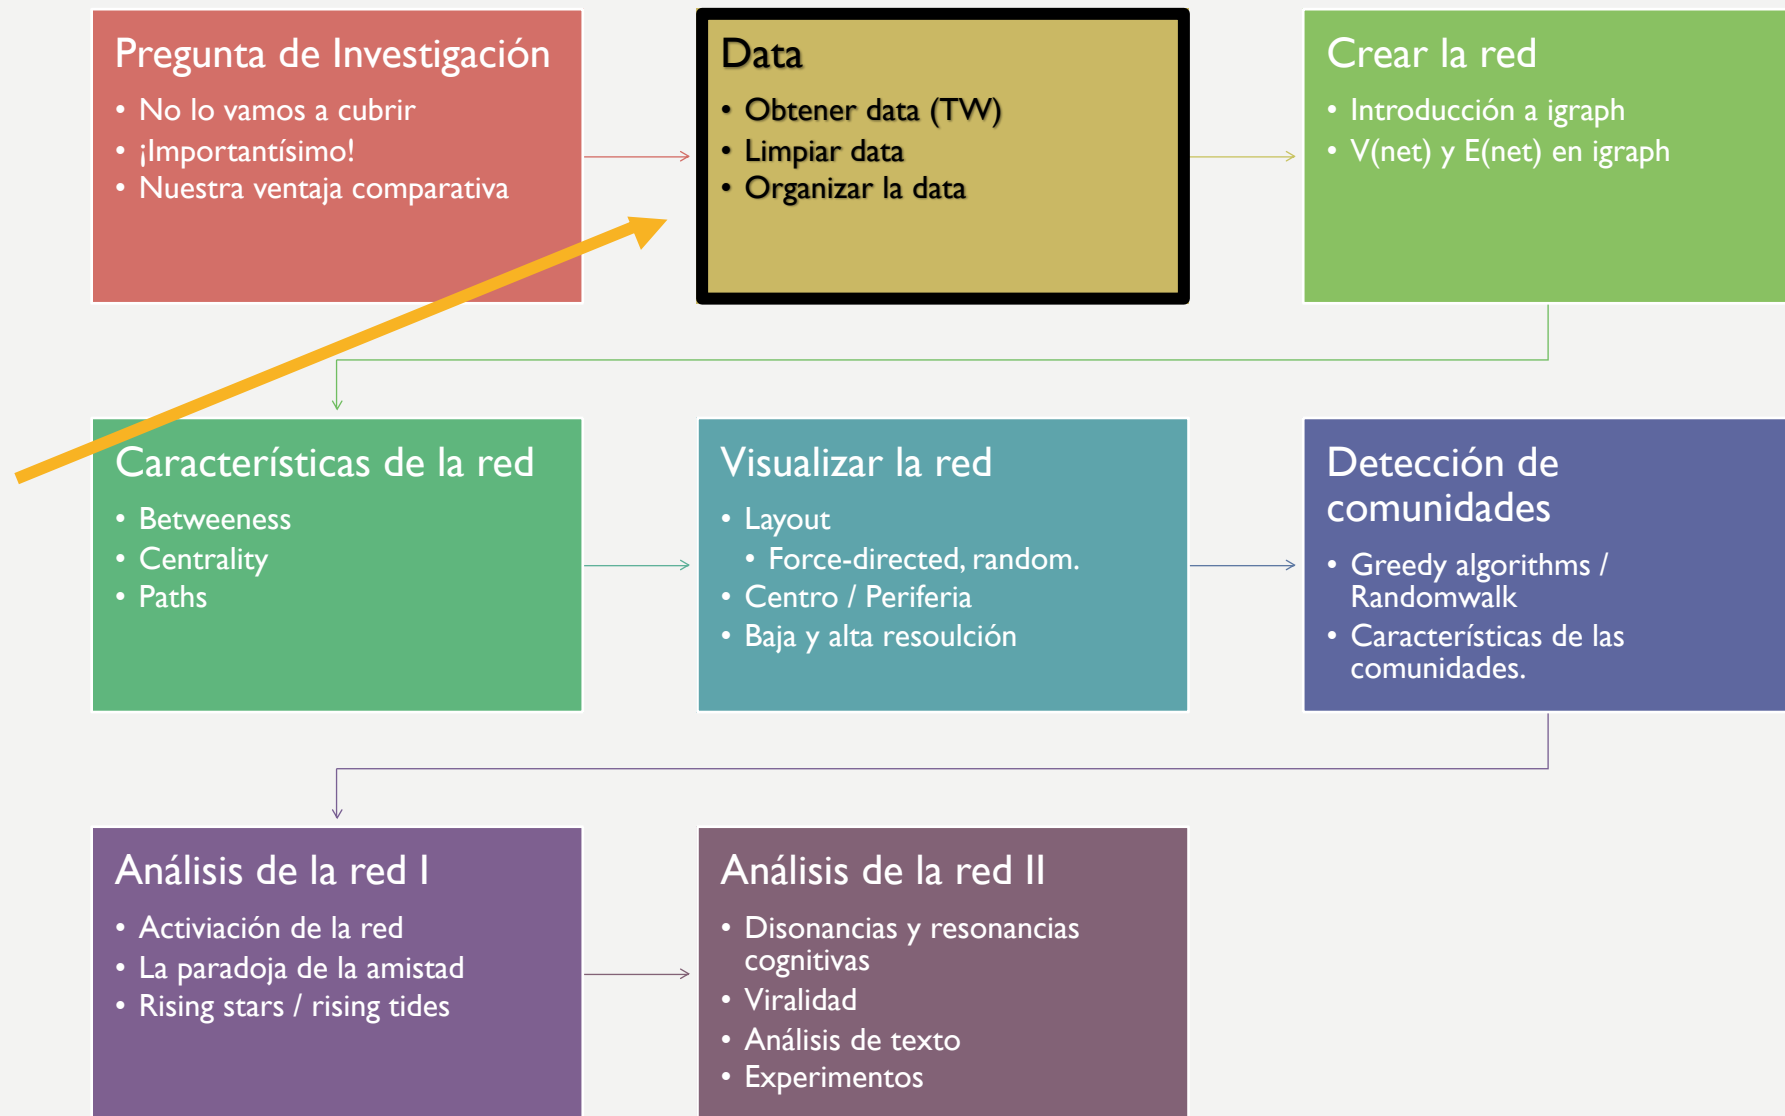 Pregunta de Investigación
• No lo vamos a cubrir
• ¡Importantísimo!
• Nuestra ventaja comparativa
Data
• Obtener data (TW)
• Limpiar data
• Organizar la data
Crear la red
• Introducción a igraph
• V(net) y E(net) en igraph
Características de la red
• Betweeness
• Centrality
• Paths
Visualizar la red
• Layout
• Force-directed, random.
• Centro / Periferia
• Baja y alta resoulción
Detección de
comunidades
• Greedy algorithms /
Randomwalk
• Características de las
comunidades.
Análisis de la red I
• Activiación de la red
• La paradoja de la amistad
• Rising stars / rising tides
Análisis de la red II
• Disonancias y resonancias
cognitivas
• Viralidad
• Análisis de texto
• Experimentos